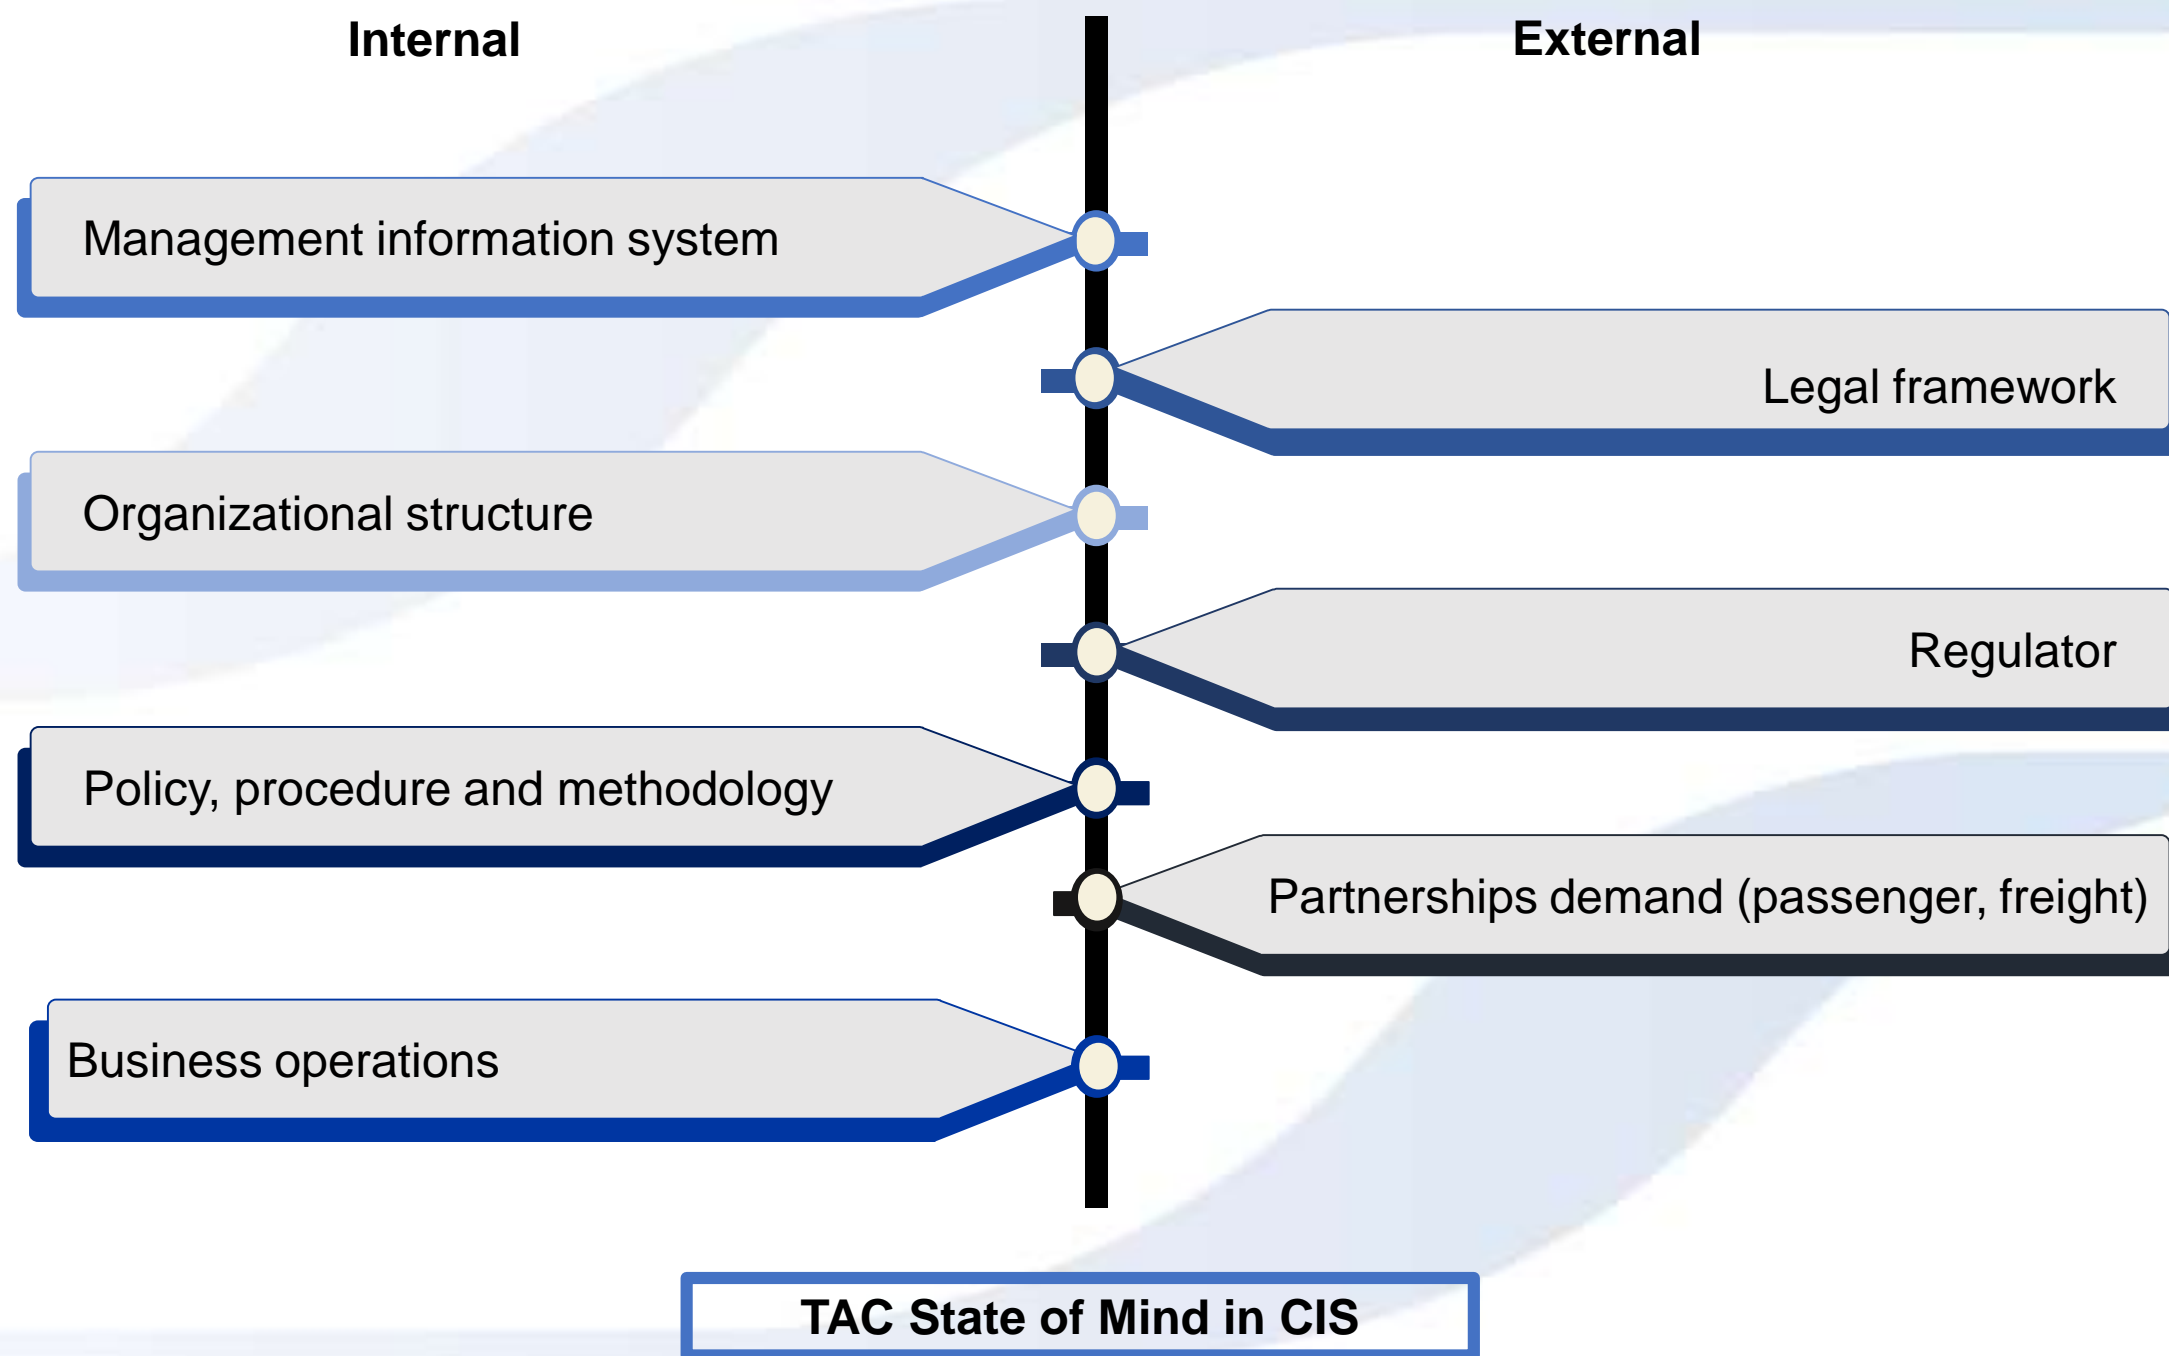 Internal
External
Management information system
Legal framework
Organizational structure
Regulator
Policy, procedure and methodology
Partnerships demand (passenger, freight)
Business operations
TAC State of Mind in CIS